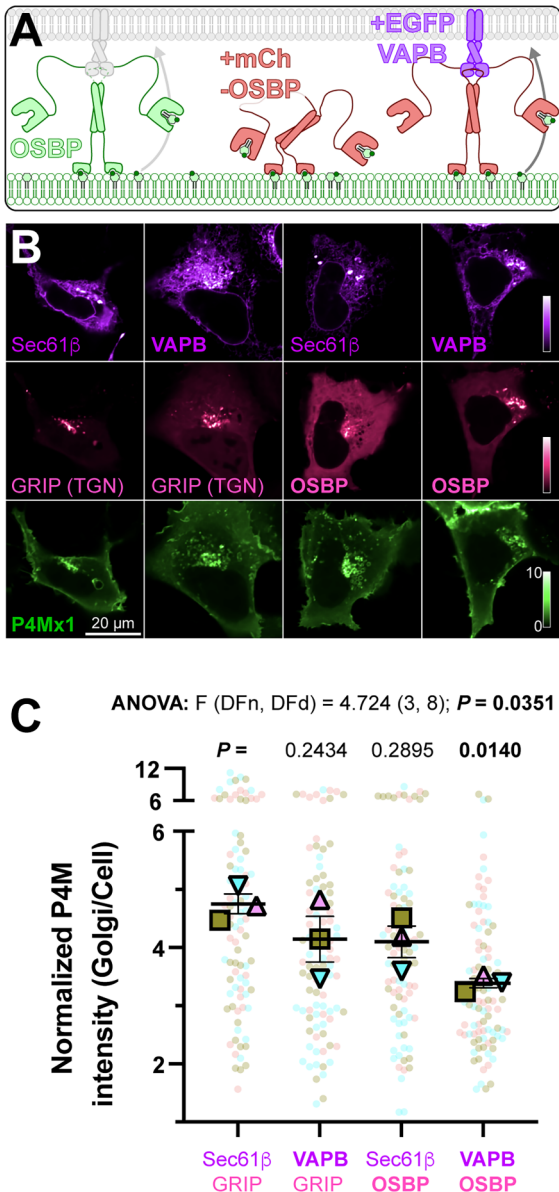 A
+EGFP
VAPB
+mCh
-OSBP
OSBP
B
Sec61β
VAPB
Sec61β
VAPB
GRIP (TGN)
GRIP (TGN)
OSBP
OSBP
P4Mx1
20 µm
10
0
C
ANOVA: F (DFn, DFd) = 4.724 (3, 8); P = 0.0351
P = 0.2434 0.2895 0.0140
12
6
6
4
2
Normalized P4M
intensity (Golgi/Cell)
Sec61β VAPB Sec61β VAPB
GRIP GRIP OSBP OSBP